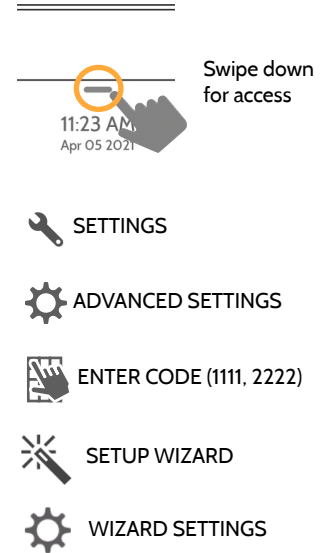 Swipe down
for access
11:23 AM
Apr 05 2021
SETTINGS
ADVANCED SETTINGS
ENTER CODE (1111, 2222)
SETUP WIZARD
WIZARD SETTINGS